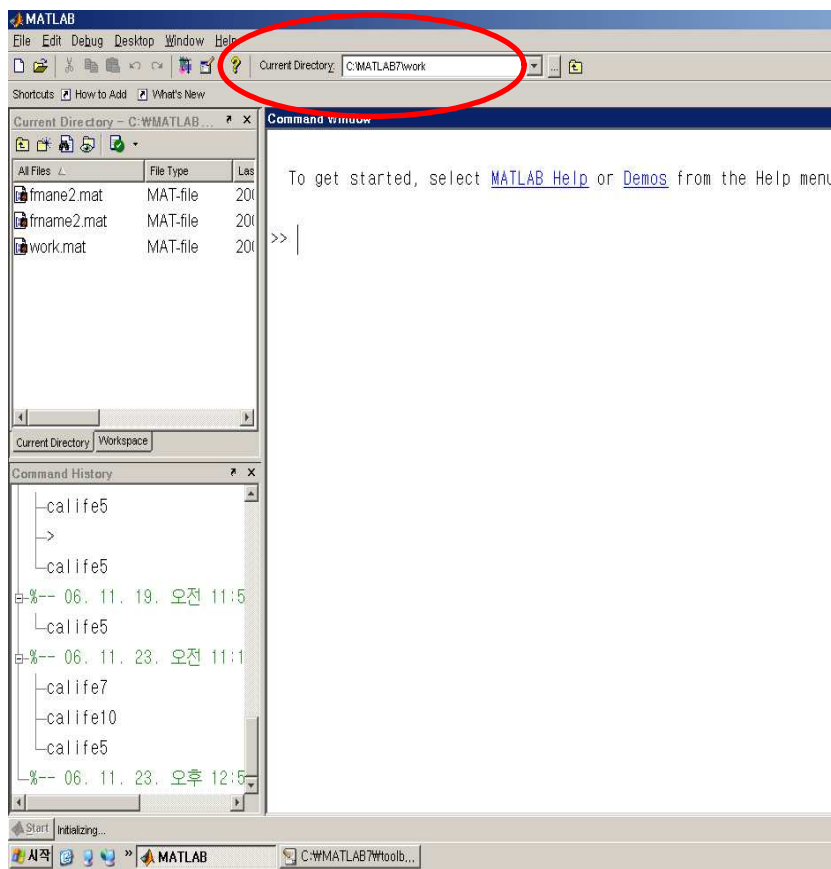 MATLAB
File Edit Debug Desktop Window Help
Current Directory: C:\MATLAB7\work
Shortcuts How to Add What's New
Current Directory - C:₩MATLAB...
All Files File Type Las
fmane2.mat MAT-file 200
frname2.mat MAT-file 200
work.mat MAT-file 200
Current Directory Workspace
Command History
calife5
>
calife5
%-- 06. 11. 19. 오전 11:5
calife5
%-- 06. 11. 23. 오전 11:1
calife7
calife10
calife5
%-- 06. 11. 23. 오후 12:5
Command Window
To get started, select MATLAB Help or Demos from the Help menu
>>
Start Initializing...
시작 » MATLAB C:₩MATLAB7₩toolb...